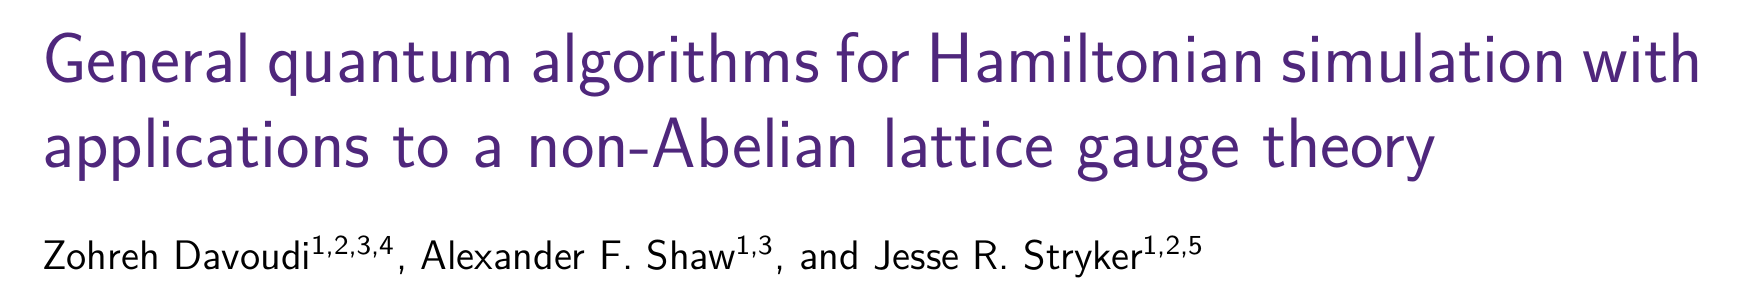 General quantum algorithms for Hamiltonian simulation with
applications to a non-Abelian lattice gauge theory
Zohreh Davoudi1,2,3,4, Alexander F. Shaw1,3, and Jesse R. Stryker1,2,5